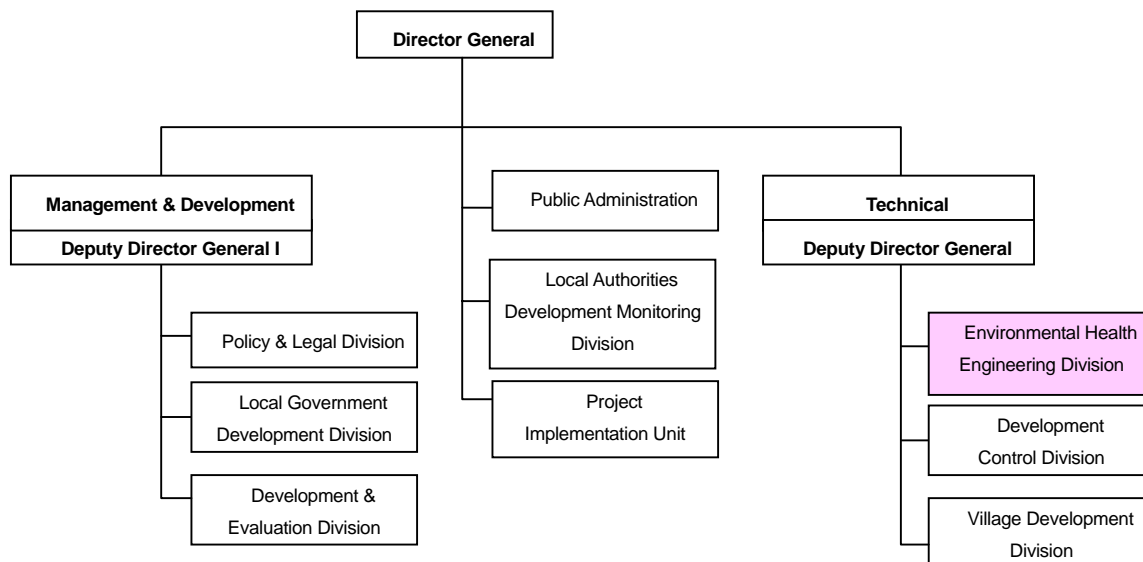 Director General
Management & Development
Deputy Director General I
Policy & Legal Division
Local Government
Development Division
Development &
Evaluation Division
Public Administration
Local Authorities
Development Monitoring
Division
Project
Implementation Unit
Technical
Deputy Director General
Environmental Health
Engineering Division
Development
Control Division
Village Development
Division